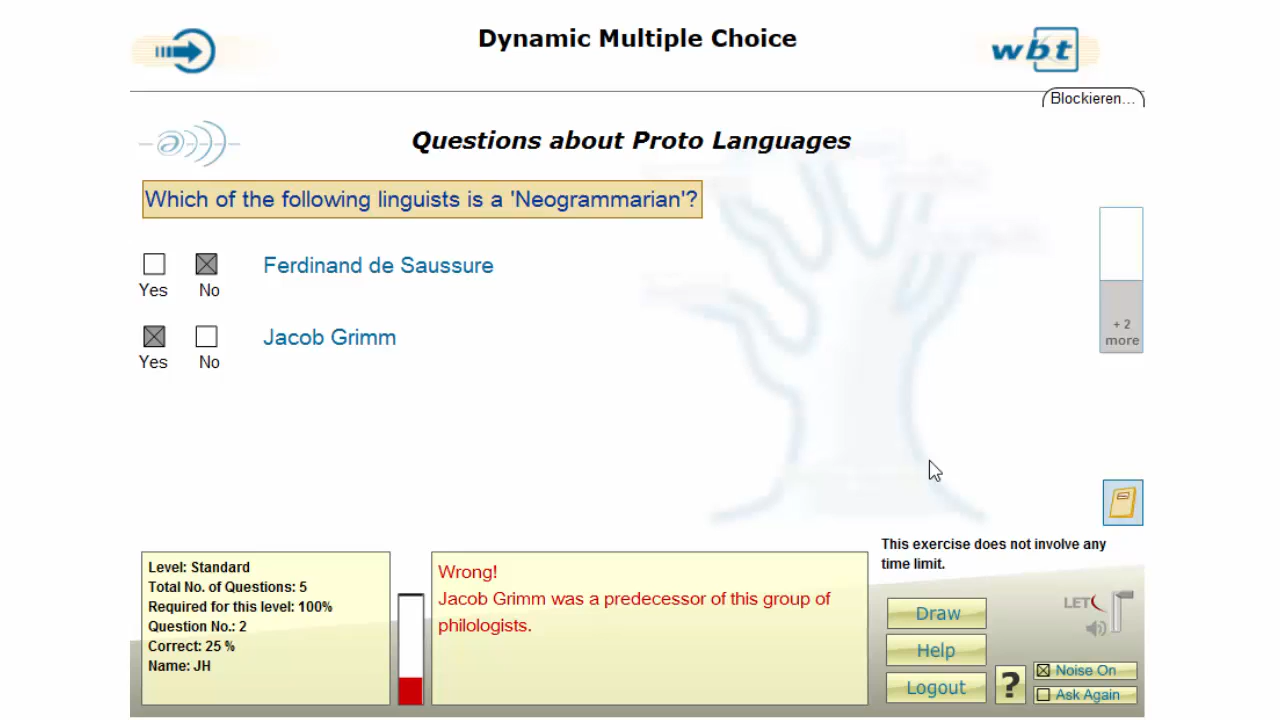 Dynamic Multiple Choice
wbt
Blockieren...
Questions about Proto Languages
Which of the following linguists is a 'Neogrammarian'?
Ferdinand de Saussure
Yes No
Jacob Grimm
Yes No
+ 2
more
This exercise does not involve any
time limit.
Level: Standard
Total No. of Questions: 5
Required for this level: 100%
Question No.: 2
Correct: 25 %
Name: JH
Wrong!
Jacob Grimm was a predecessor of this group of
philologists.
Draw
Help
Logout
?
LET
Noise On
Ask Again